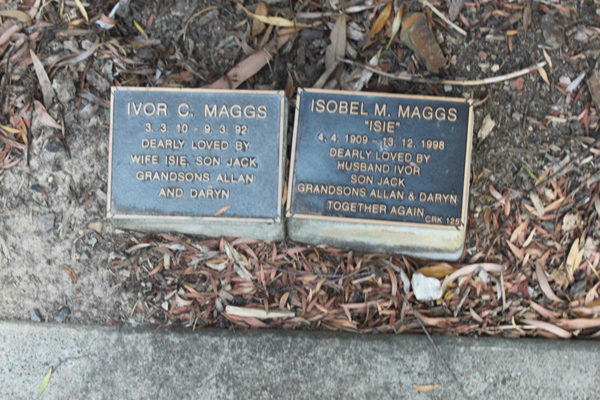 IVOR C. MAGGS
3. 3. 10 - 9. 3. 92
DEARLY LOVED BY
WIFE ISIE, SON JACK,
GRANDSONS ALLAN
AND DARYN
ISOBEL M. MAGGS
"ISIE"
4. 4. 1909 - 13. 12. 1998
DEARLY LOVED BY
HUSBAND IVOR
SON JACK
GRANDSONS ALLAN & DARYN
TOGETHER AGAIN
CRK 125